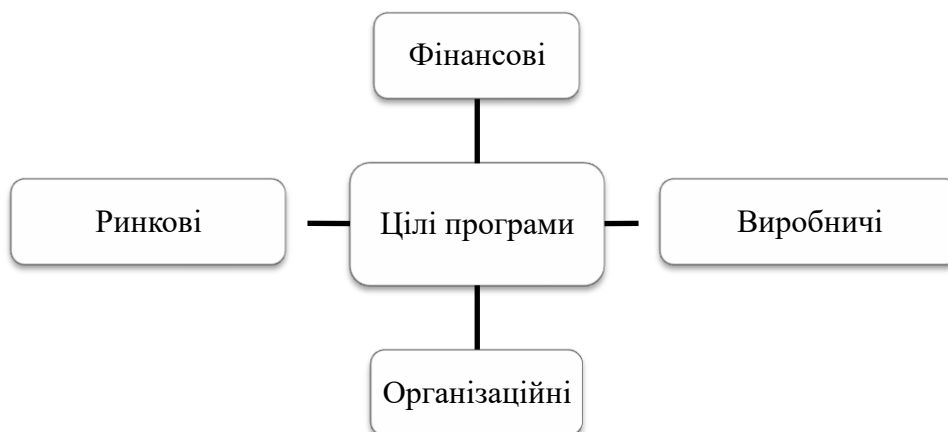 Фінансові
Ринкові
Цілі програми
Виробничі
Організаційні